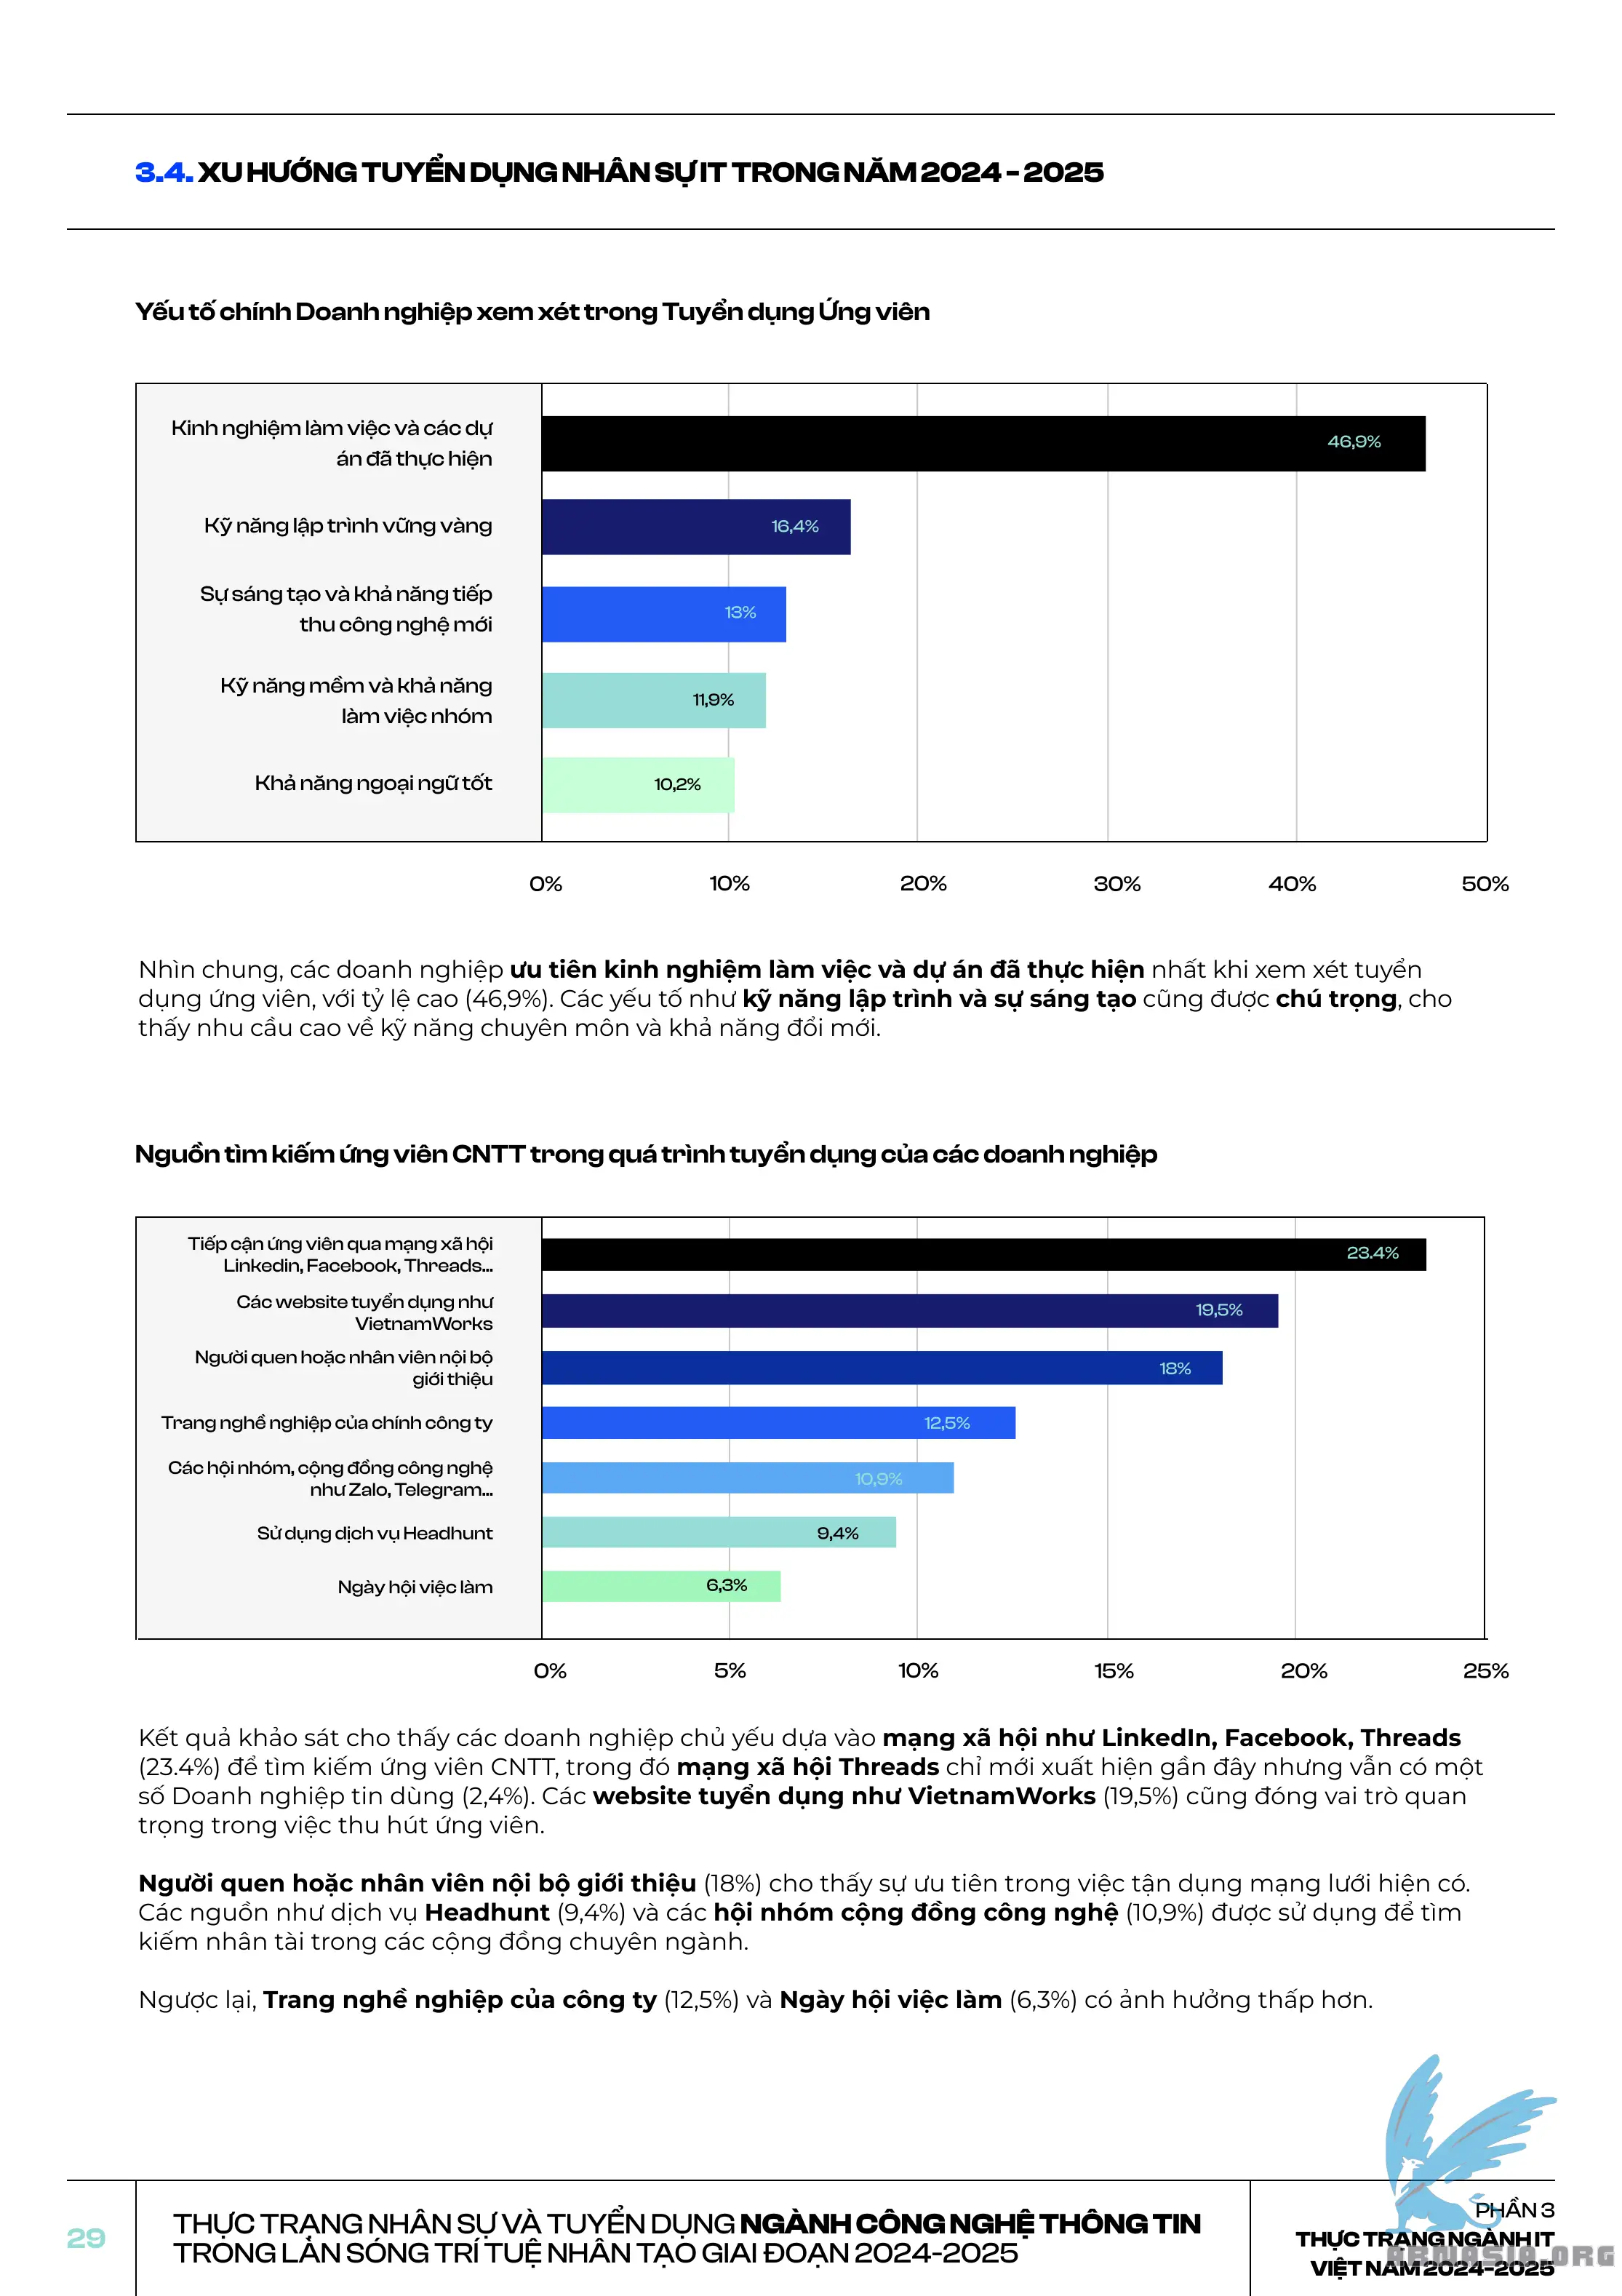 3.4. XU HƯỚNG TUYỂN DỤNG NHÂN SỰ IT TRONG NĂM 2024 - 2025
Yếu tố chính Doanh nghiệp xem xét trong Tuyển dụng Ứng viên
Kinh nghiệm làm việc và các dự
án đã thực hiện
46,9%
Kỹ năng lập trình vững vàng
16,4%
Sự sáng tạo và khả năng tiếp
thu công nghệ mới
13%
Kỹ năng mềm và khả năng
làm việc nhóm
11,9%
Khả năng ngoại ngữ tốt
10,2%
0% 10% 20% 30% 40% 50%
Nhìn chung, các doanh nghiệp ưu tiên kinh nghiệm làm việc và dự án đã thực hiện nhất khi xem xét tuyển
dụng ứng viên, với tỷ lệ cao (46,9%). Các yếu tố như kỹ năng lập trình và sự sáng tạo cũng được chú trọng, cho
thấy nhu cầu cao về kỹ năng chuyên môn và khả năng đổi mới.
Nguồn tìm kiếm ứng viên CNTT trong quá trình tuyển dụng của các doanh nghiệp
Tiếp cận ứng viên qua mạng xã hội
Linkedin, Facebook, Threads...
23.4%
Các website tuyển dụng như
VietnamWorks
19,5%
Người quen hoặc nhân viên nội bộ
giới thiệu
18%
Trang nghề nghiệp của chính công ty
12,5%
Các hội nhóm, cộng đồng công nghệ
như Zalo, Telegram...
10,9%
Sử dụng dịch vụ Headhunt
9,4%
Ngày hội việc làm
6,3%
0% 5% 10% 15% 20% 25%
Kết quả khảo sát cho thấy các doanh nghiệp chủ yếu dựa vào mạng xã hội như LinkedIn, Facebook, Threads
(23.4%) để tìm kiếm ứng viên CNTT, trong đó mạng xã hội Threads chỉ mới xuất hiện gần đây nhưng vẫn có một
số Doanh nghiệp tin dùng (2,4%). Các website tuyển dụng như VietnamWorks (19,5%) cũng đóng vai trò quan
trọng trong việc thu hút ứng viên.
Người quen hoặc nhân viên nội bộ giới thiệu (18%) cho thấy sự ưu tiên trong việc tận dụng mạng lưới hiện có.
Các nguồn như dịch vụ Headhunt (9,4%) và các hội nhóm cộng đồng công nghệ (10,9%) được sử dụng để tìm
kiếm nhân tài trong các cộng đồng chuyên ngành.
Ngược lại, Trang nghề nghiệp của công ty (12,5%) và Ngày hội việc làm (6,3%) có ảnh hưởng thấp hơn.
29
THỰC TRẠNG NHÂN SỰ VÀ TUYỂN DỤNG NGÀNH CÔNG NGHỆ THÔNG TIN
TRONG LÀN SÓNG TRÍ TUỆ NHÂN TẠO GIAI ĐOẠN 2024-2025
PHẦN 3
THỰC TRẠNG NGÀNH IT
VIỆT NAM 2024-2025
ARWASIA.ORG